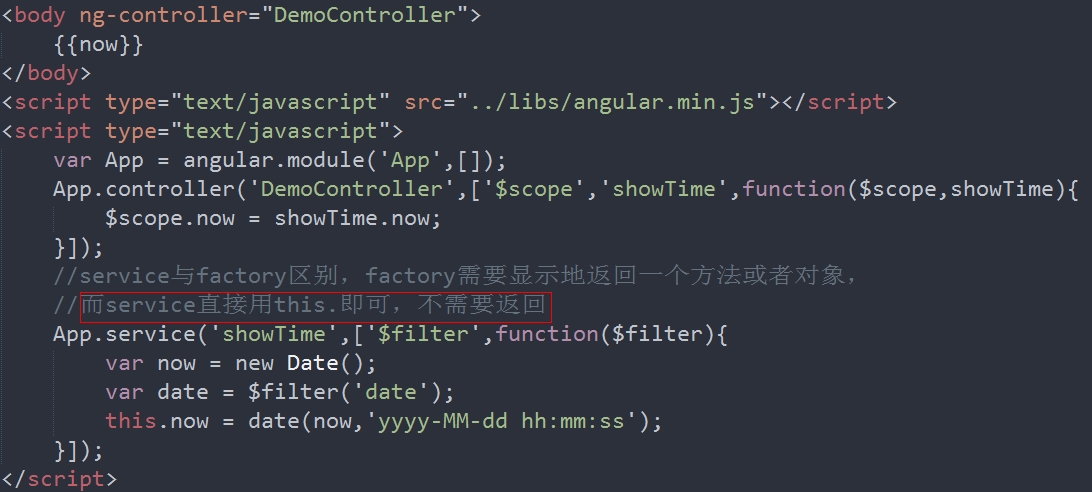 <body ng-controller="DemoController">
    {{now}}
</body>
<script type="text/javascript" src="../libs/angular.min.js"></script>
<script type="text/javascript">
    var App = angular.module('App',[]);
    App.controller('DemoController',['$scope','showTime',function($scope,showTime){
        $scope.now = showTime.now;
    }]);
    //service与factory区别，factory需要显示地返回一个方法或者对象，
    //而service直接用this.即可，不需要返回
    App.service('showTime',['$filter',function($filter){
        var now = new Date();
        var date = $filter('date');
        this.now = date(now,'yyyy-MM-dd hh:mm:ss');
    }]);
</script>